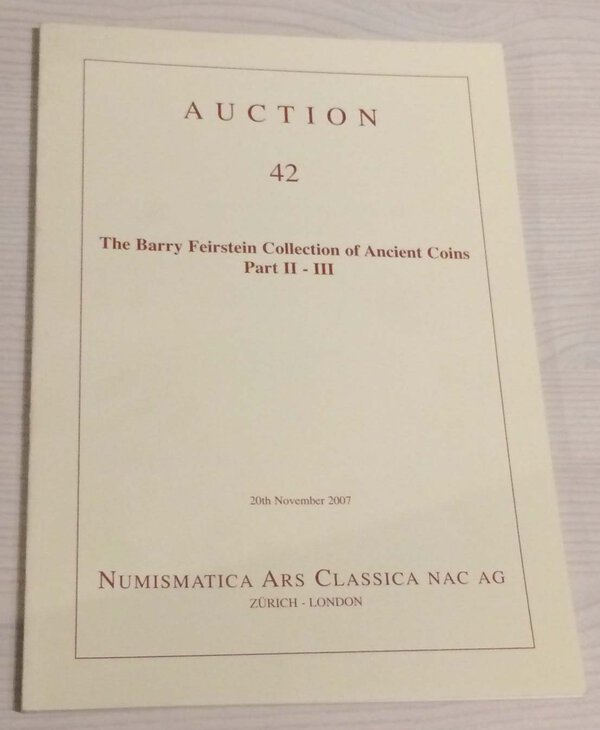 AUCTION
42
The Barry Feirstein Collection of Ancient Coins
Part II - III
20th November 2007
NUMISMATICA ARS CLASSICA NAC AG
ZÜRICH - LONDON